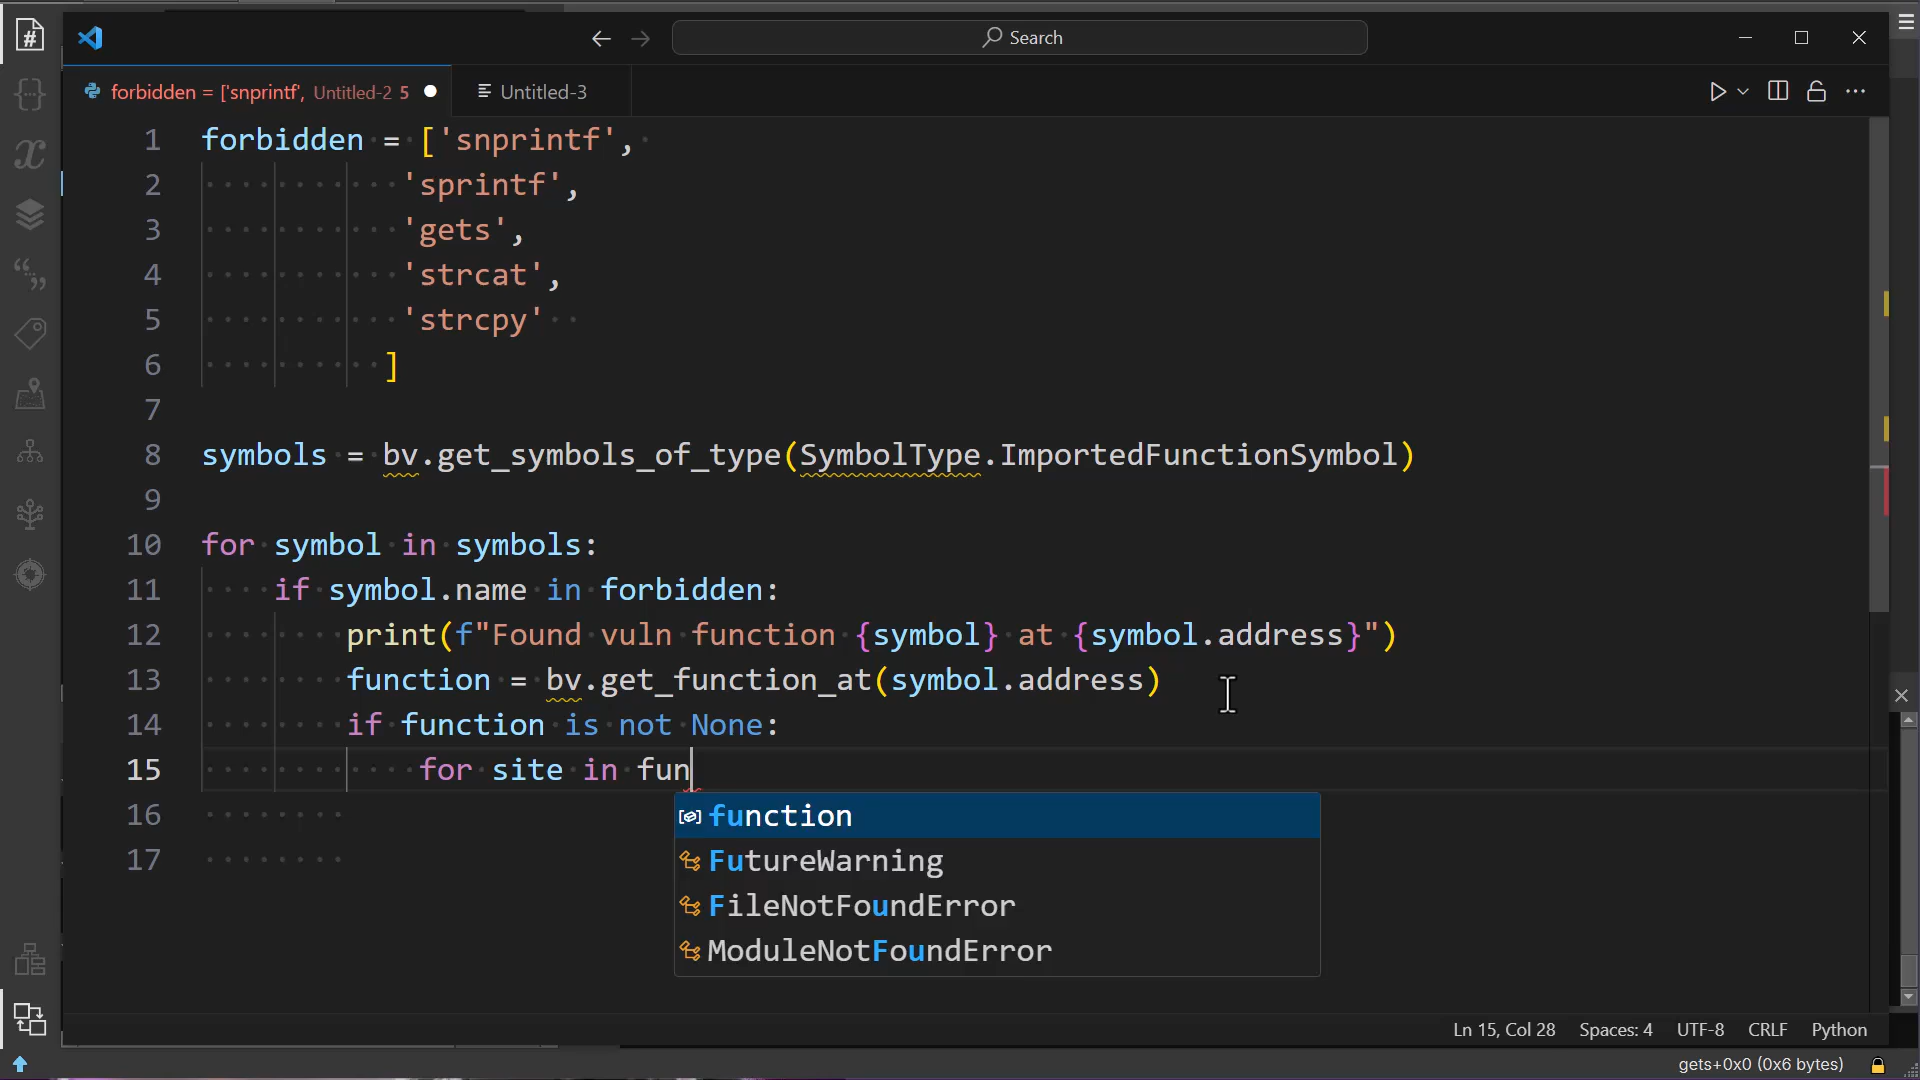 Search
forbidden = ['snprintf', Untitled-2 5
Untitled-3
1 forbidden = ['snprintf',
2 'sprintf',
3 'gets',
4 'strcat',
5 'strcpy'
6 ]
7
8 symbols = bv.get_symbols_of_type(SymbolType.ImportedFunctionSymbol)
9
10 for symbol in symbols:
11 if symbol.name in forbidden:
12 print(f"Found vuln function {symbol} at {symbol.address}")
13 function = bv.get_function_at(symbol.address)
14 if function is not None:
15 for site in fun
16
17
function
FutureWarning
FileNotFoundError
ModuleNotFoundError
Ln 15, Col 28 Spaces: 4 UTF-8 CRLF Python
gets+0x0 (0x6 bytes)